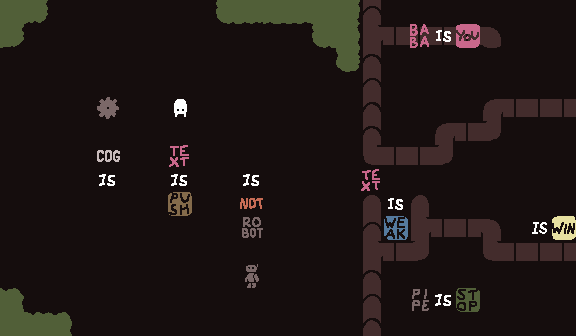 BABA IS YOU
COG TEXT
IS IS IS TEXT
PUSH NOT IS
ROBOT WEAK IS WIN
PIPE IS STOP